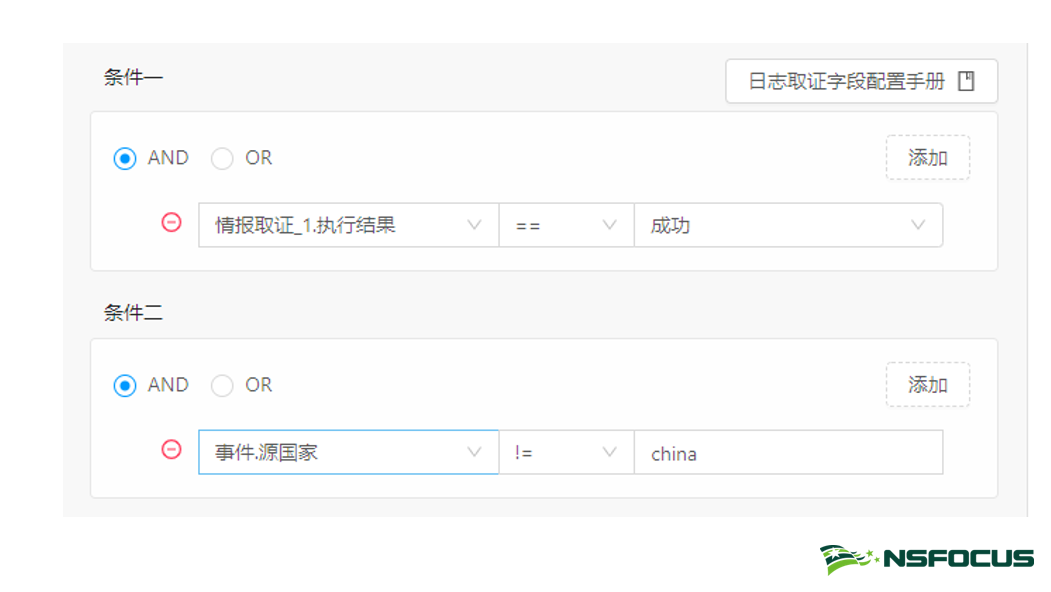 条件一
日志取证字段配置手册
AND OR
添加
情报取证_1.执行结果 == 成功
条件二
AND OR
添加
事件.源国家 != china
NSFOCUS